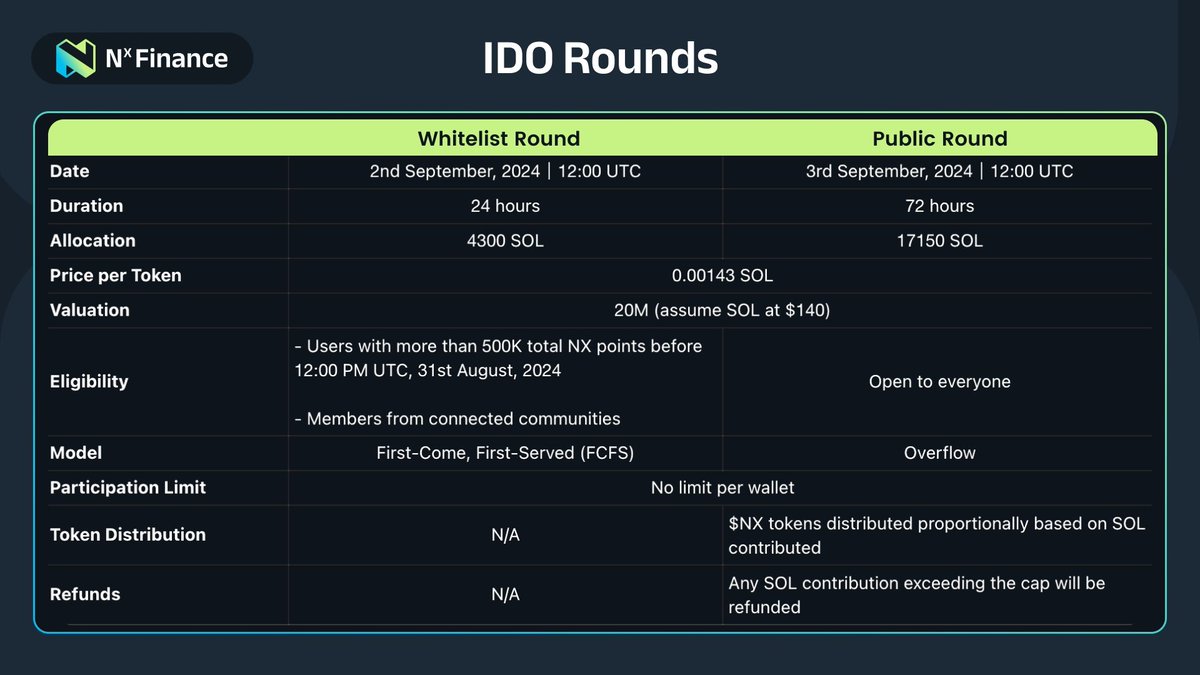 NxFinance
IDO Rounds
Whitelist Round Public Round
Date 2nd September, 2024 | 12:00 UTC 3rd September, 2024 | 12:00 UTC
Duration 24 hours 72 hours
Allocation 4300 SOL 17150 SOL
Price per Token 0.00143 SOL
Valuation 20M (assume SOL at $140)
Eligibility
- Users with more than 500K total NX points before
12:00 PM UTC, 31st August, 2024
- Members from connected communities
Open to everyone
Model First-Come, First-Served (FCFS) Overflow
Participation Limit No limit per wallet
Token Distribution N/A
$NX tokens distributed proportionally based on SOL
contributed
Refunds N/A
Any SOL contribution exceeding the cap will be
refunded